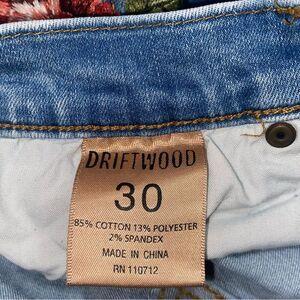 DRIFTWOOD
30
85% COTTON 13% POLYESTER
2% SPANDEX
MADE IN CHINA
RN 110712